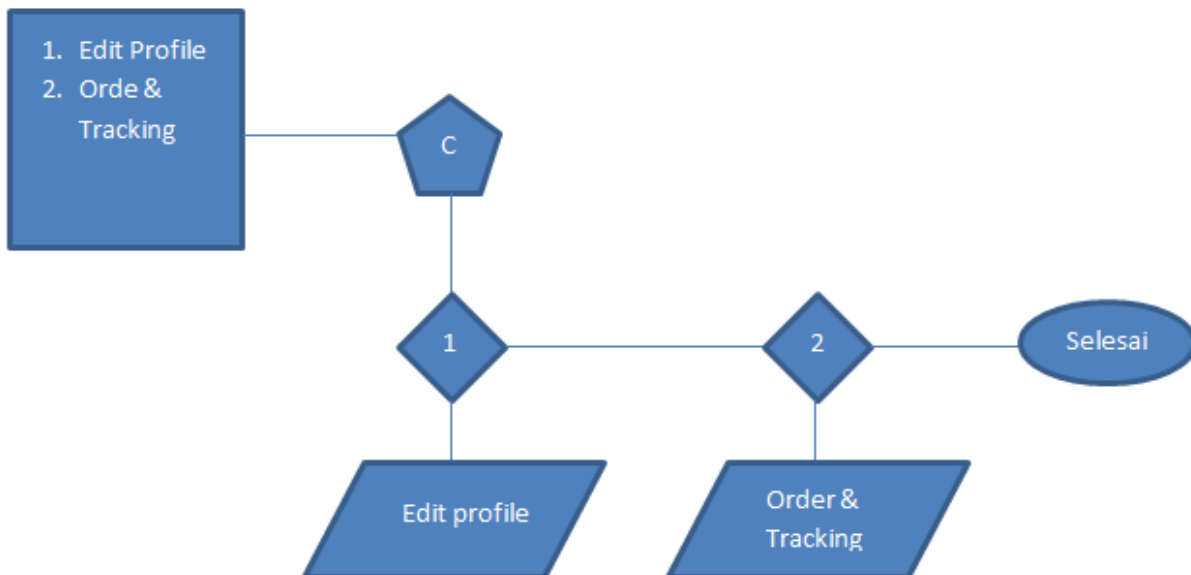 1. Edit Profile
2. Orde &
Tracking
C
1
2
Selesai
Edit profile
Order &
Tracking